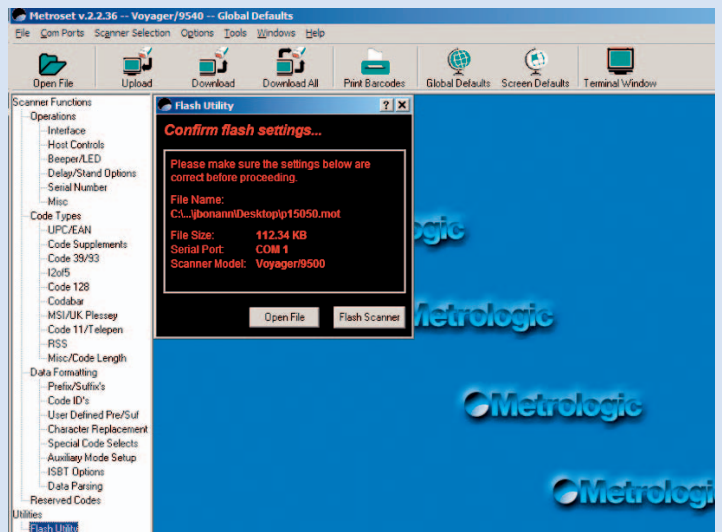 Metroset v.2.2.36 -- Voyager/9540 -- Global Defaults
File Com Ports Scanner Selection Options Tools Windows Help
Open File Upload Download Download All Print Barcodes Global Defaults Screen Defaults Terminal Window
Scanner Functions
Operations
Interface
Host Controls
Beeper/LED
Delay/Stand Options
Serial Number
Misc
Code Types
UPC/EAN
Code Supplements
Code 39/93
I2of5
Code 128
Codabar
MSI/UK Plessey
Code 11/Telepen
RSS
Misc/Code Length
Data Formatting
Prefix/Suffix's
Code ID's
User Defined Pre/Suf
Character Replacement
Special Code Selects
Auxiliary Mode Setup
ISBT Options
Data Parsing
Reserved Codes
Utilities
Flash Utility
Flash Utility
Confirm flash settings...
Please make sure the settings below are
correct before proceeding.
File Name:
C:\...\jbonann\Desktop\p15050.mot
File Size: 112.34 KB
Serial Port: COM 1
Scanner Model: Voyager/9500
Open File Flash Scanner
ogic
Metrologic
Metrologic
Metrologi